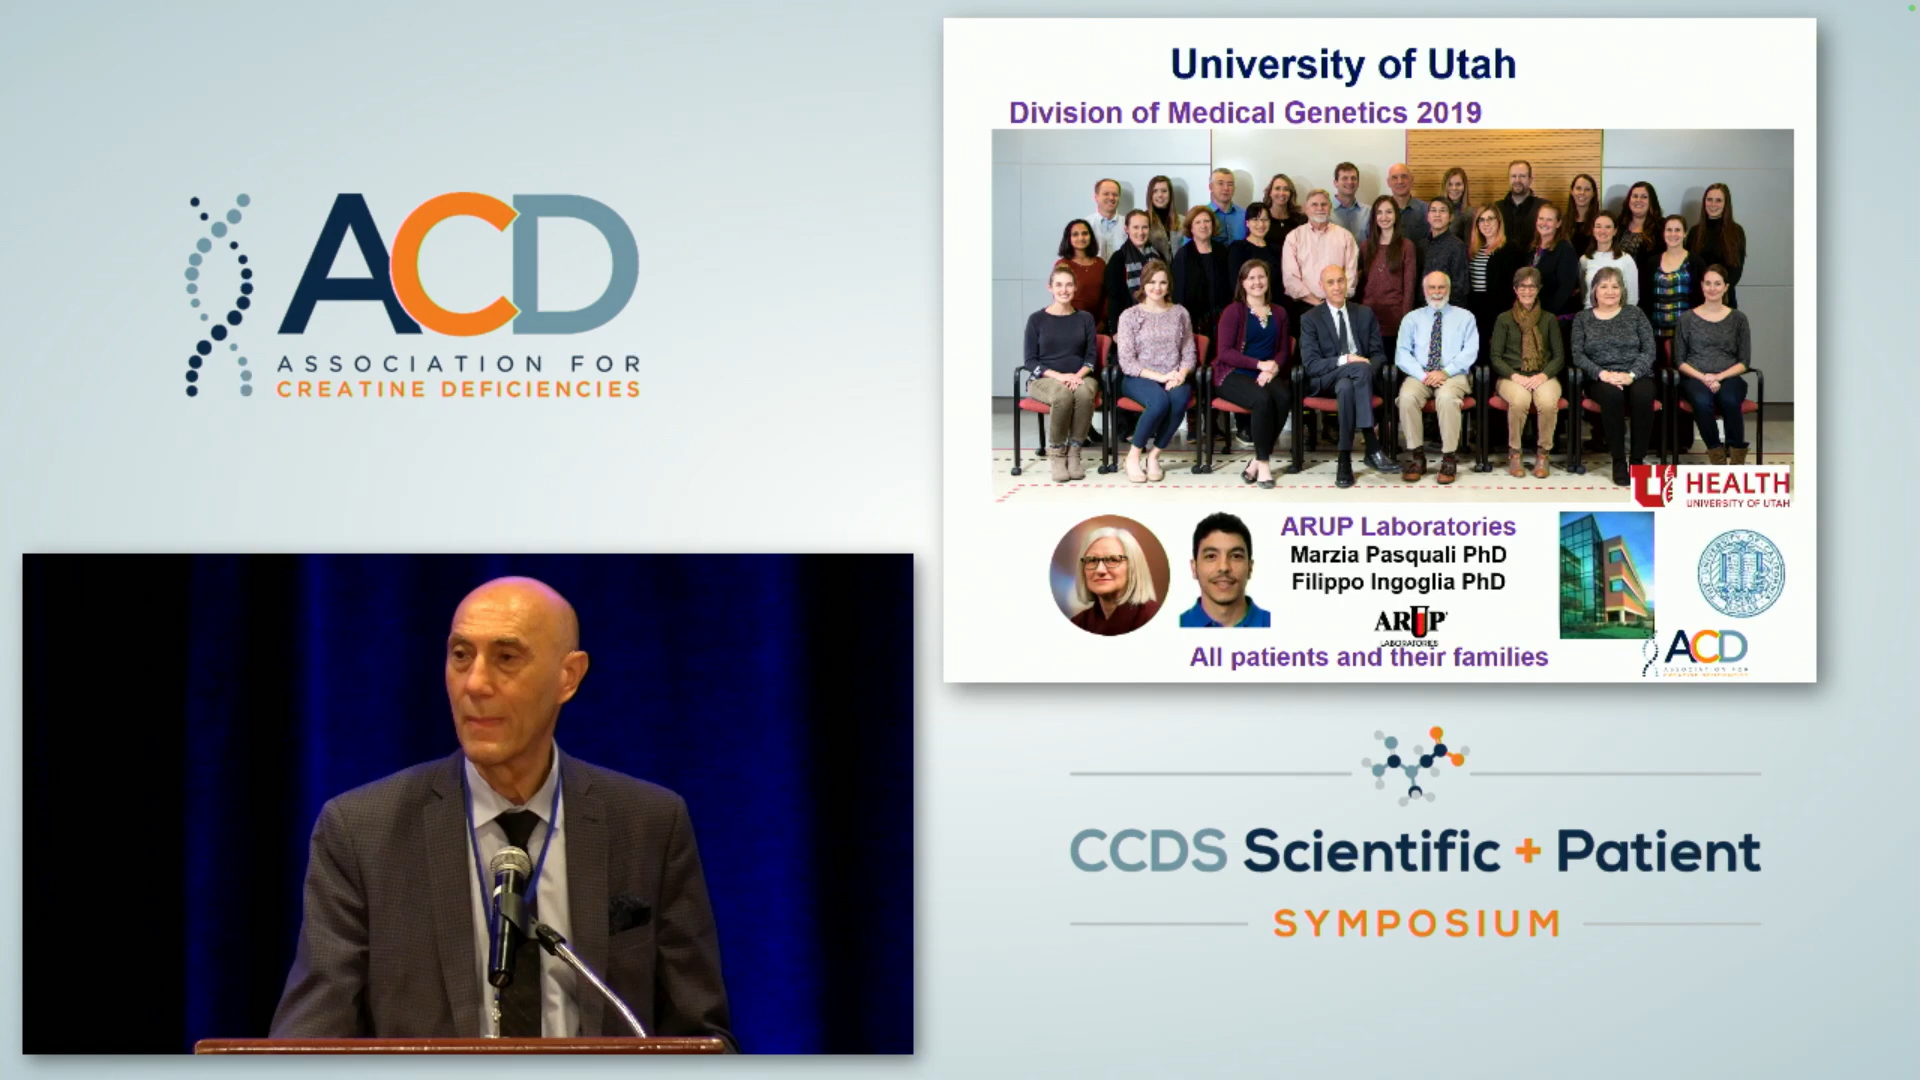 ACD
ASSOCIATION FOR
CREATINE DEFICIENCIES
University of Utah
Division of Medical Genetics 2019
U HEALTH
UNIVERSITY OF UTAH
ARUP Laboratories
Marzia Pasquali PhD
Filippo Ingoglia PhD
ARUP
LABORATORIES
All patients and their families
ACD
CCDS Scientific + Patient
SYMPOSIUM